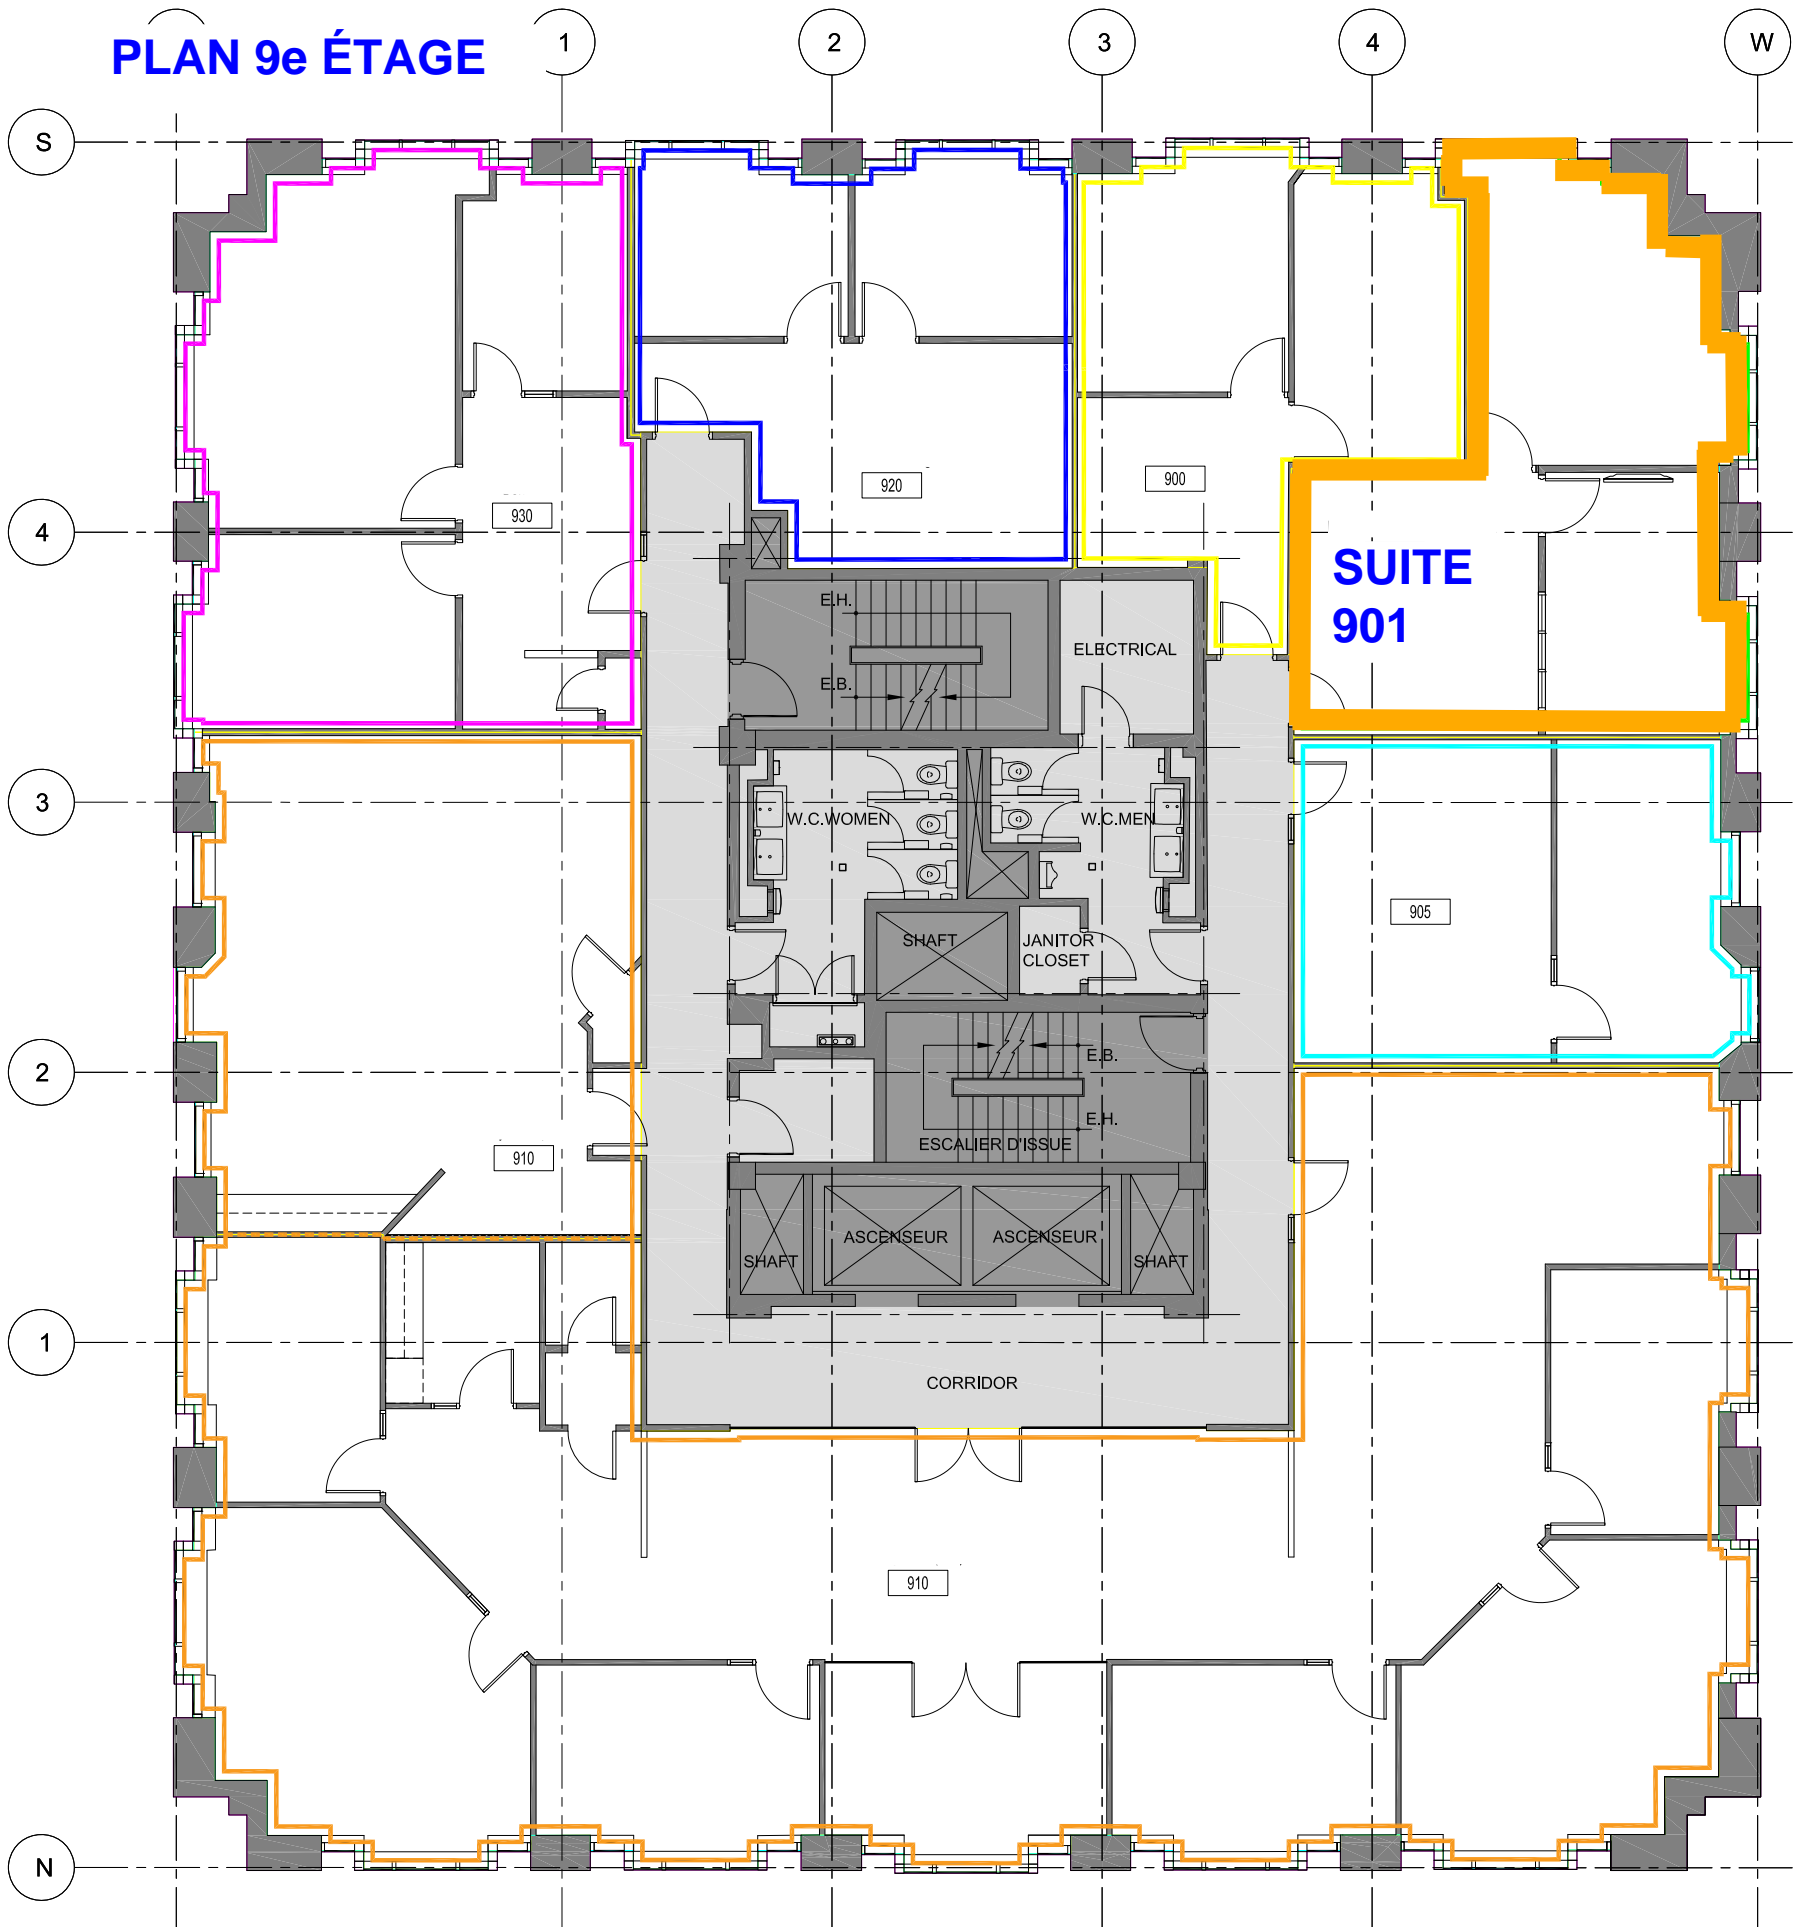 PLAN 9e ÉTAGE
1
2
3
4
W
S
920
900
930
4
SUITE
901
E.H.
ELECTRICAL
E.B.
3
W.C.WOMEN
W.C.MEN
905
SHAFT
JANITOR
CLOSET
2
E.B.
E.H.
ESCALIER D'ISSUE
910
ASCENSEUR
ASCENSEUR
SHAFT
SHAFT
1
CORRIDOR
910
N